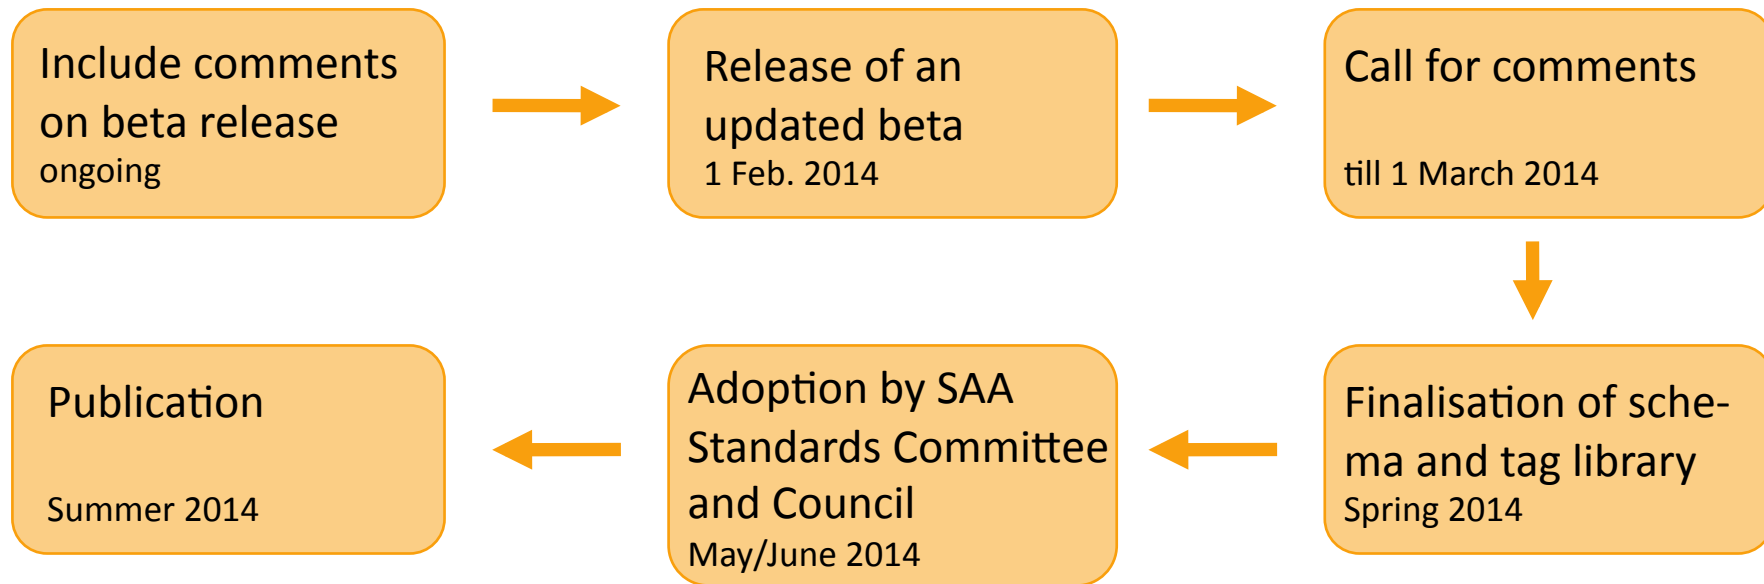 Include comments
on beta release
ongoing
Release of an
updated beta
1 Feb. 2014
Call for comments
till 1 March 2014
Finalisation of sche-
ma and tag library
Spring 2014
Adoption by SAA
Standards Committee
and Council
May/June 2014
Publication
Summer 2014